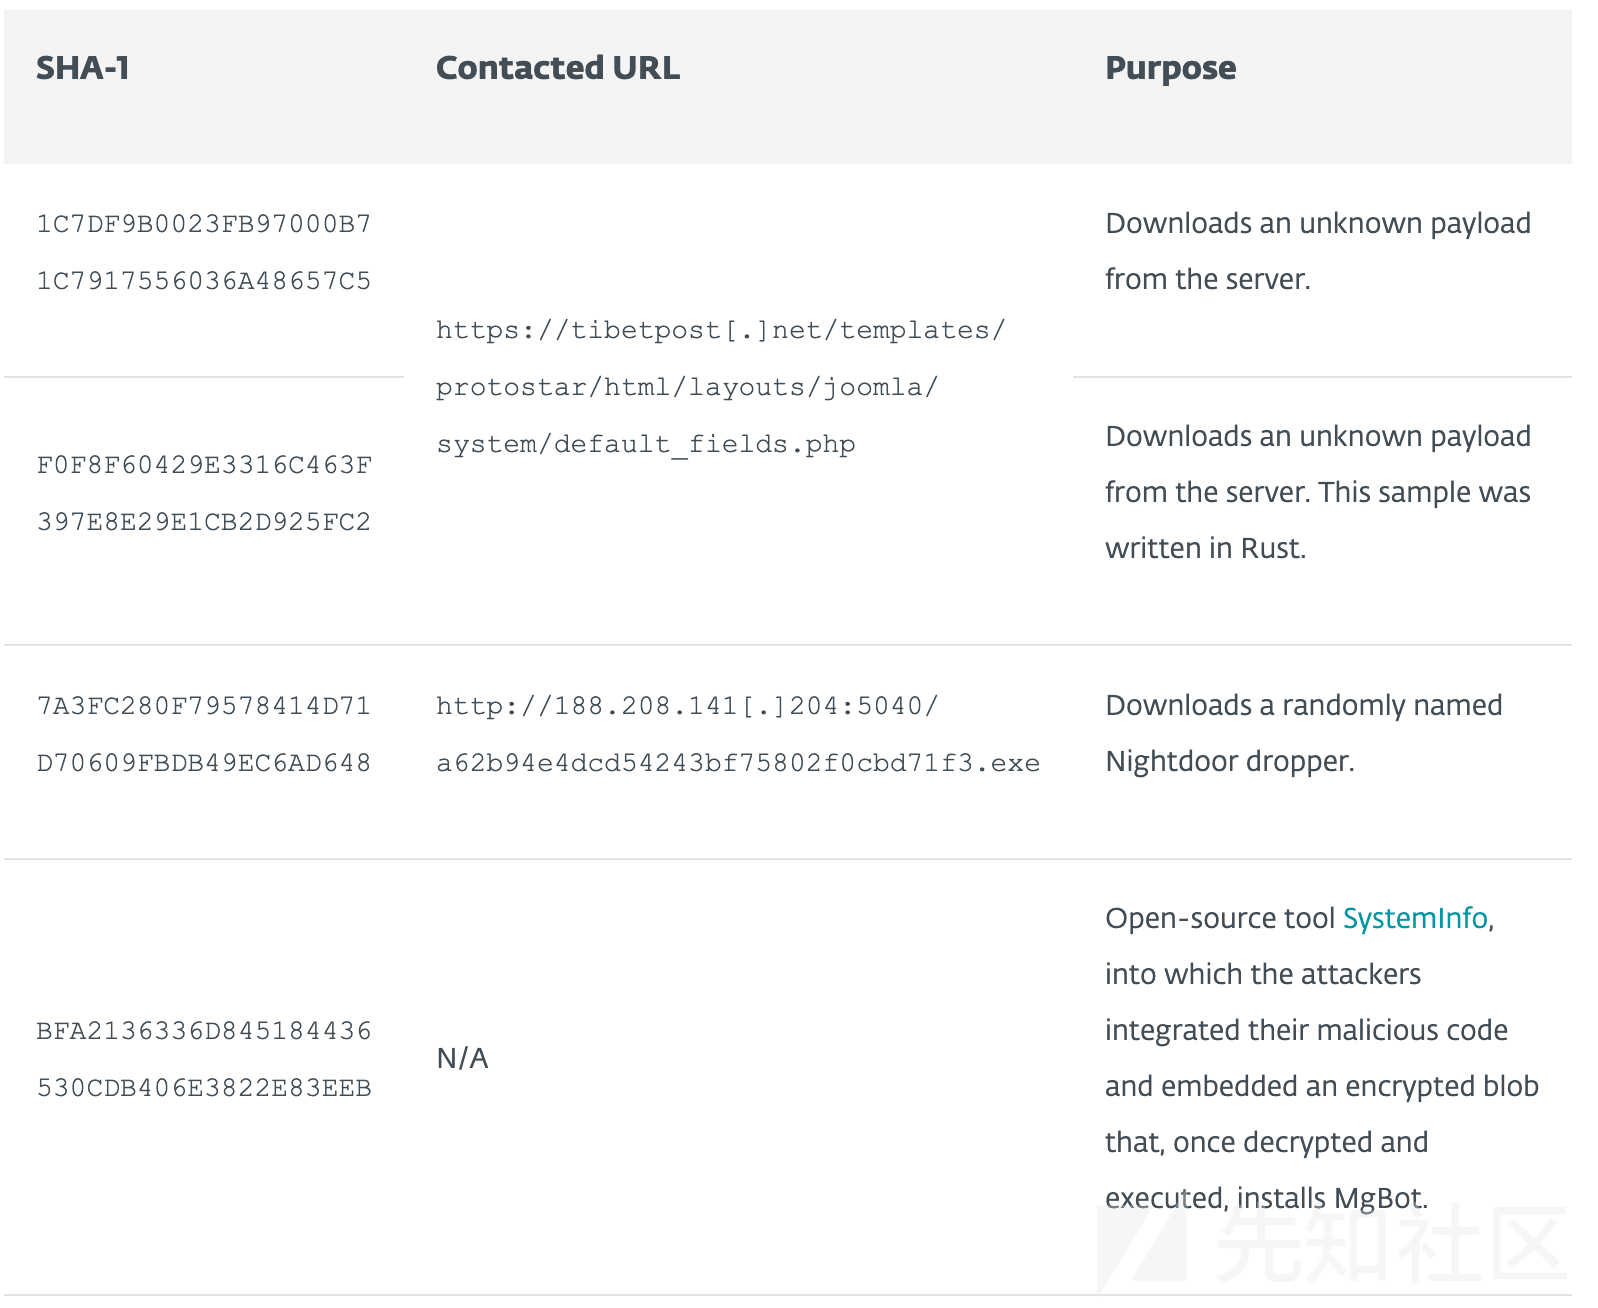 SHA-1
Contacted URL
Purpose
1C7DF9B0023FB97000B7
1C7917556036A48657C5
https://tibetpost[.]net/templates/
protostar/html/layouts/joomla/
system/default_fields.php
Downloads an unknown payload
from the server.
F0F8F60429E3316C463F
397E8E29E1CB2D925FC2
Downloads an unknown payload
from the server. This sample was
written in Rust.
7A3FC280F79578414D71
D70609FBDB49EC6AD648
http://188.208.141[.]204:5040/
a62b94e4dcd54243bf75802f0cbd71f3.exe
Downloads a randomly named
Nightdoor dropper.
BFA2136336D845184436
530CDB406E3822E83EEB
N/A
Open-source tool SystemInfo,
into which the attackers
integrated their malicious code
and embedded an encrypted blob
that, once decrypted and
executed, installs MgBot.
先知社区